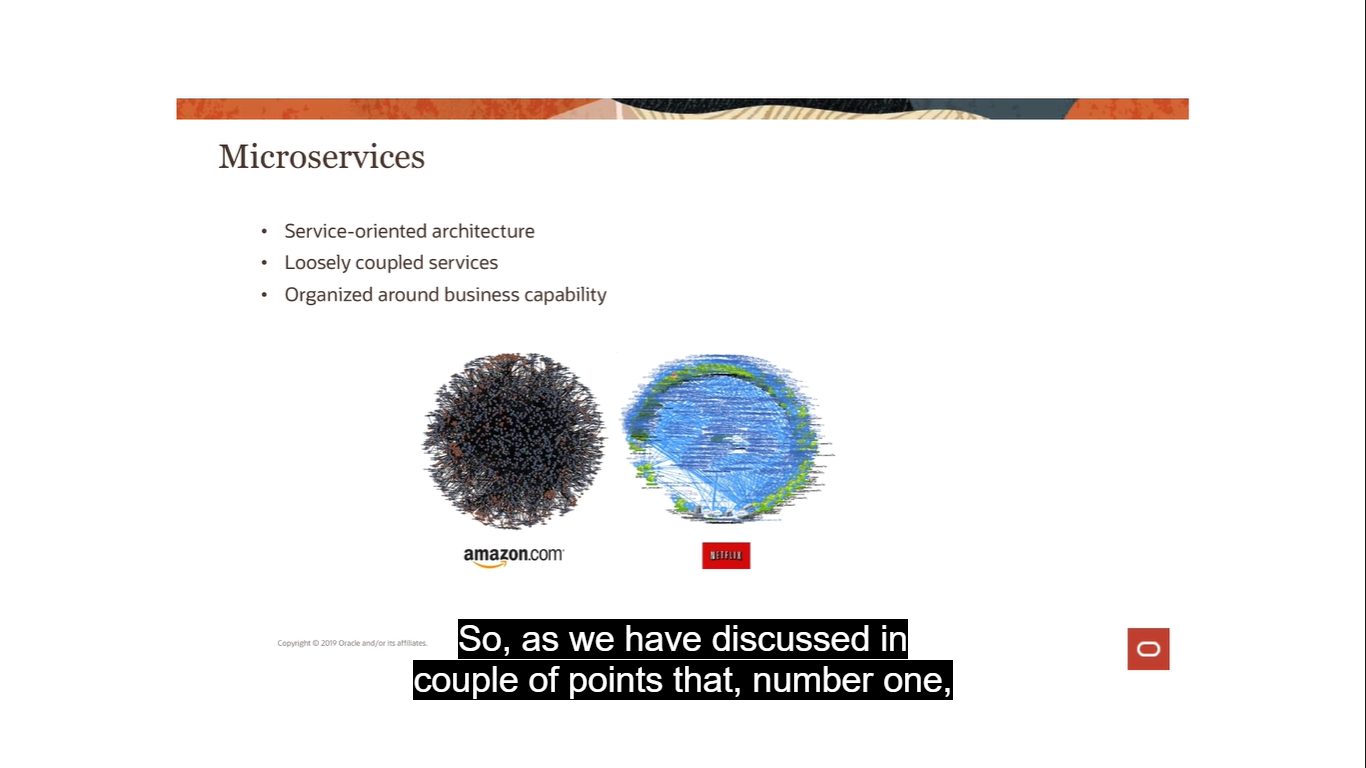 Microservices
• Service-oriented architecture
• Loosely coupled services
• Organized around business capability
amazon.com
NETFLIX
Copyright © 2019 Oracle and/or its affiliates.
So, as we have discussed in
couple of points that, number one,